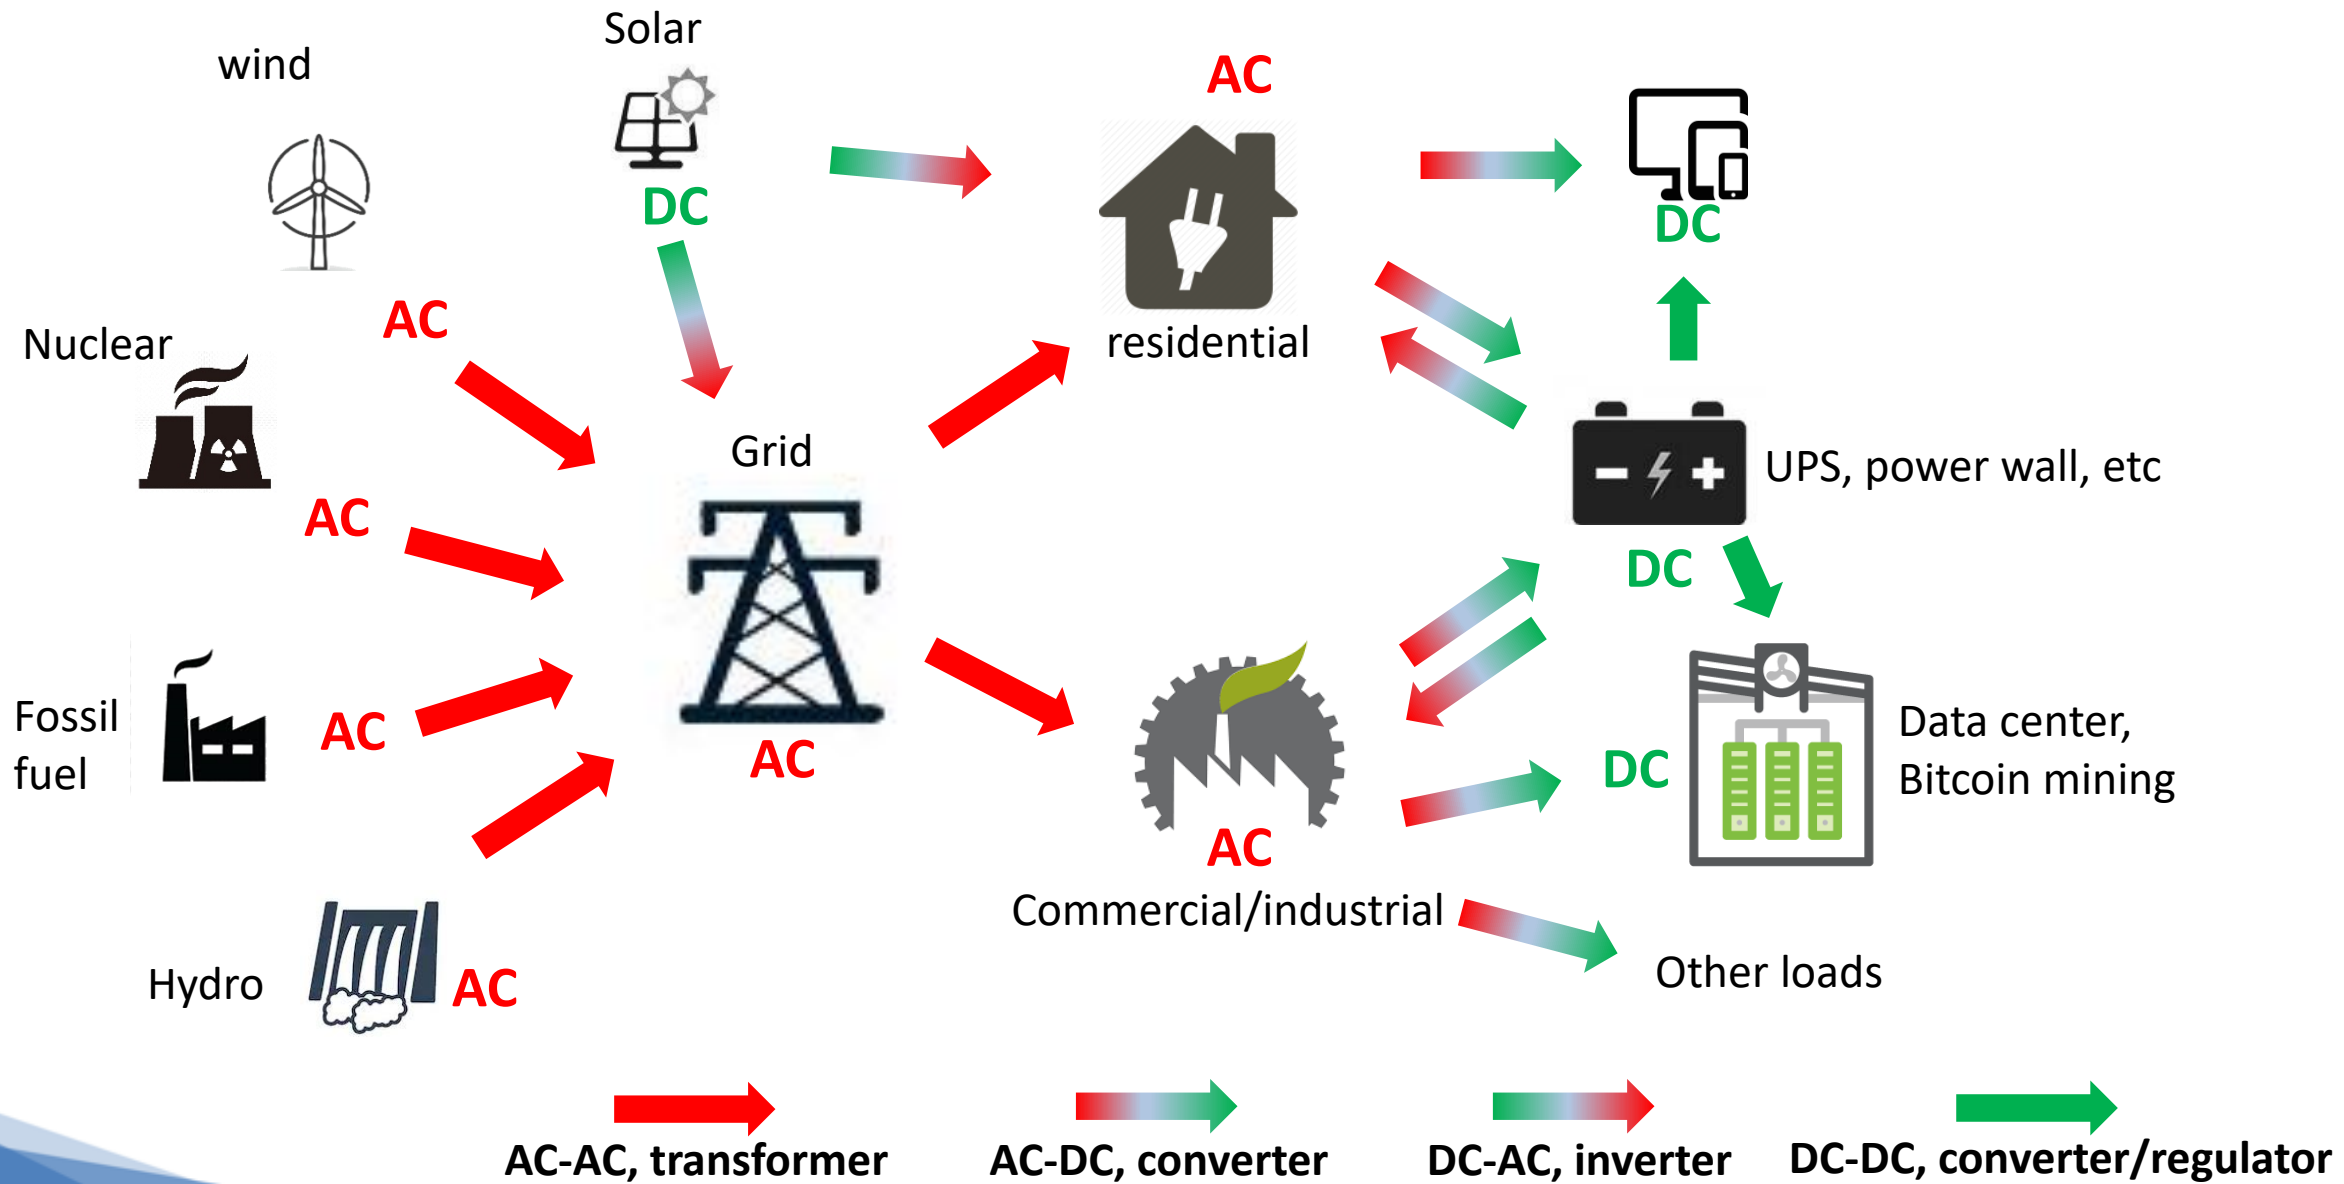 Solar
wind
AC
DC
DC
Nuclear
AC
residential
Grid
UPS, power wall, etc
AC
DC
Fossil
fuel
AC
AC
DC
Data center,
Bitcoin mining
AC
Commercial/industrial
Hydro
AC
Other loads
AC-AC, transformer
AC-DC, converter
DC-AC, inverter
DC-DC, converter/regulator